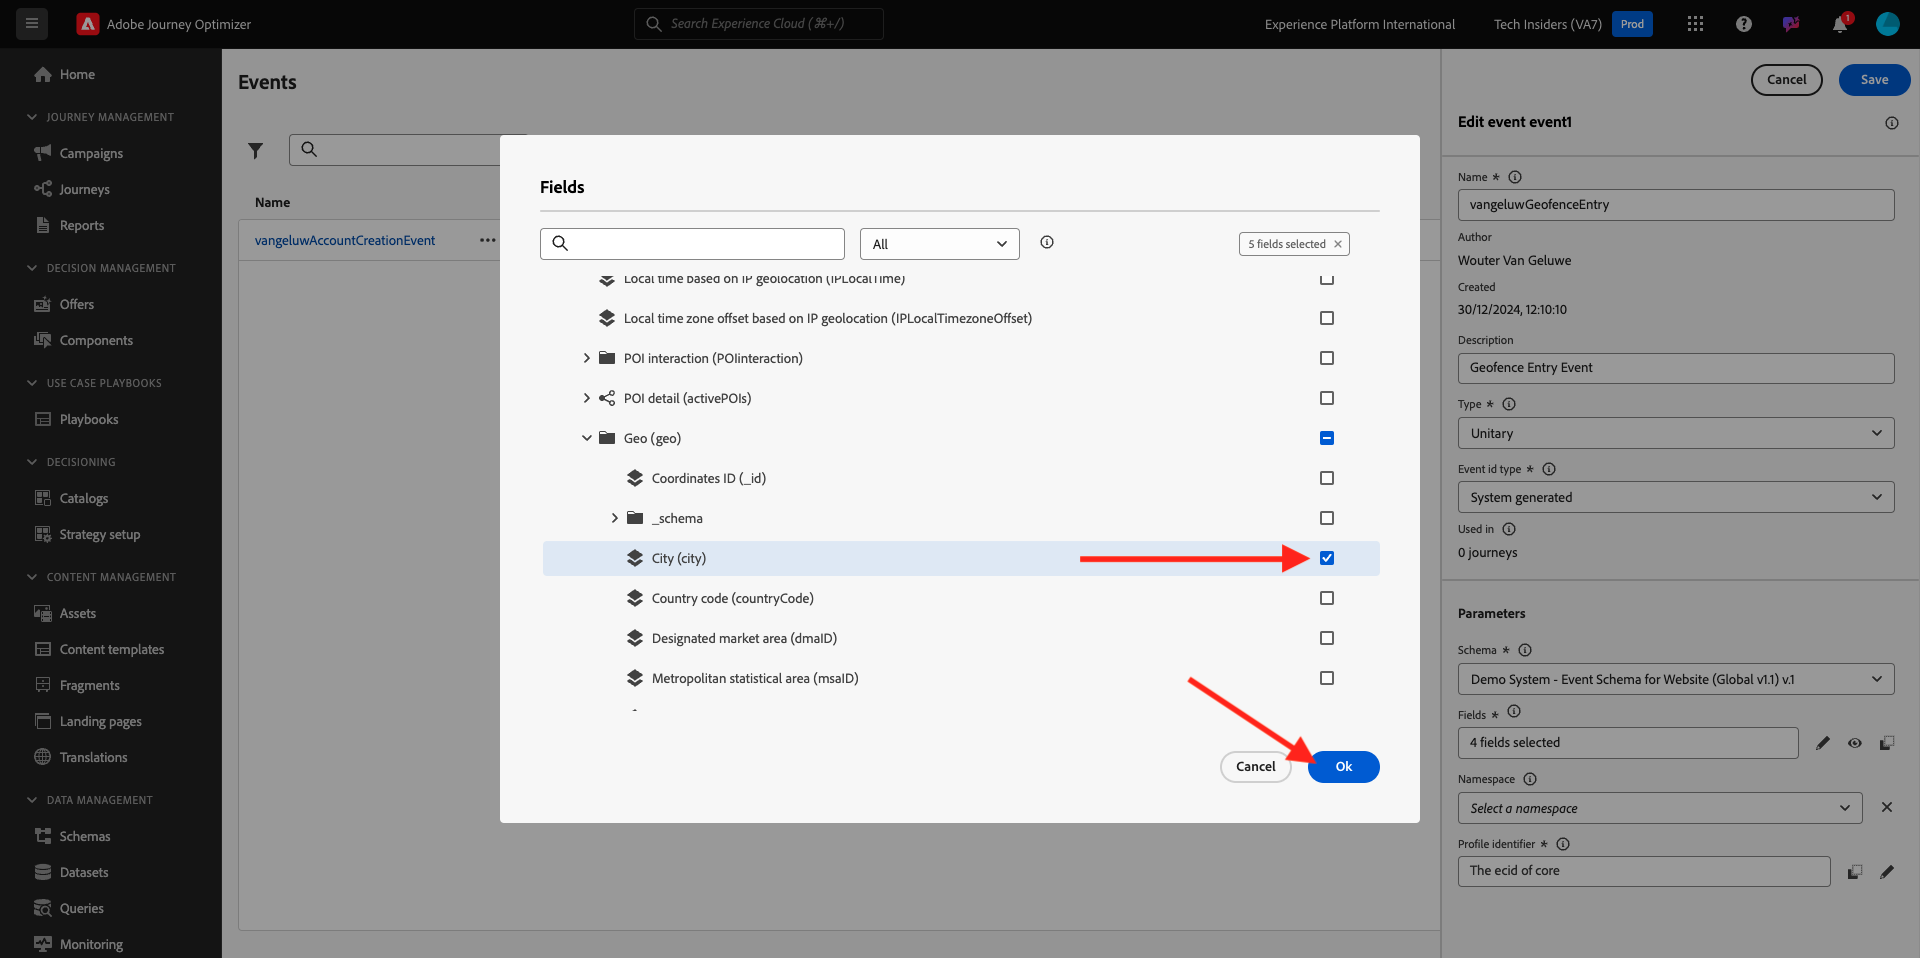 Adobe Journey Optimizer
Search Experience Cloud (⌘+/)
Experience Platform International
Tech Insiders (VA7)
Prod
1
Home
JOURNEY MANAGEMENT
Campaigns
Journeys
Reports
DECISION MANAGEMENT
Offers
Components
USE CASE PLAYBOOKS
Playbooks
DECISIONING
Catalogs
Strategy setup
CONTENT MANAGEMENT
Assets
Content templates
Fragments
Landing pages
Translations
DATA MANAGEMENT
Schemas
Datasets
Queries
Monitoring
Events
Name
vangeluwAccountCreationEvent
Fields
All
5 fields selected
Local time based on IP geolocation (IPLocalTime)
Local time zone offset based on IP geolocation (IPLocalTimezoneOffset)
POI interaction (POIinteraction)
POI detail (activePOIs)
Geo (geo)
Coordinates ID (_id)
_schema
City (city)
Country code (countryCode)
Designated market area (dmaID)
Metropolitan statistical area (msaID)
Cancel
Ok
Cancel
Save
Edit event event1
Name *
vangeluwGeofenceEntry
Author
Wouter Van Geluwe
Created
30/12/2024, 12:10:10
Description
Geofence Entry Event
Type *
Unitary
Event id type *
System generated
Used in
0 journeys
Parameters
Schema *
Demo System - Event Schema for Website (Global v1.1) v.1
Fields *
4 fields selected
Namespace
Select a namespace
Profile identifier *
The ecid of core